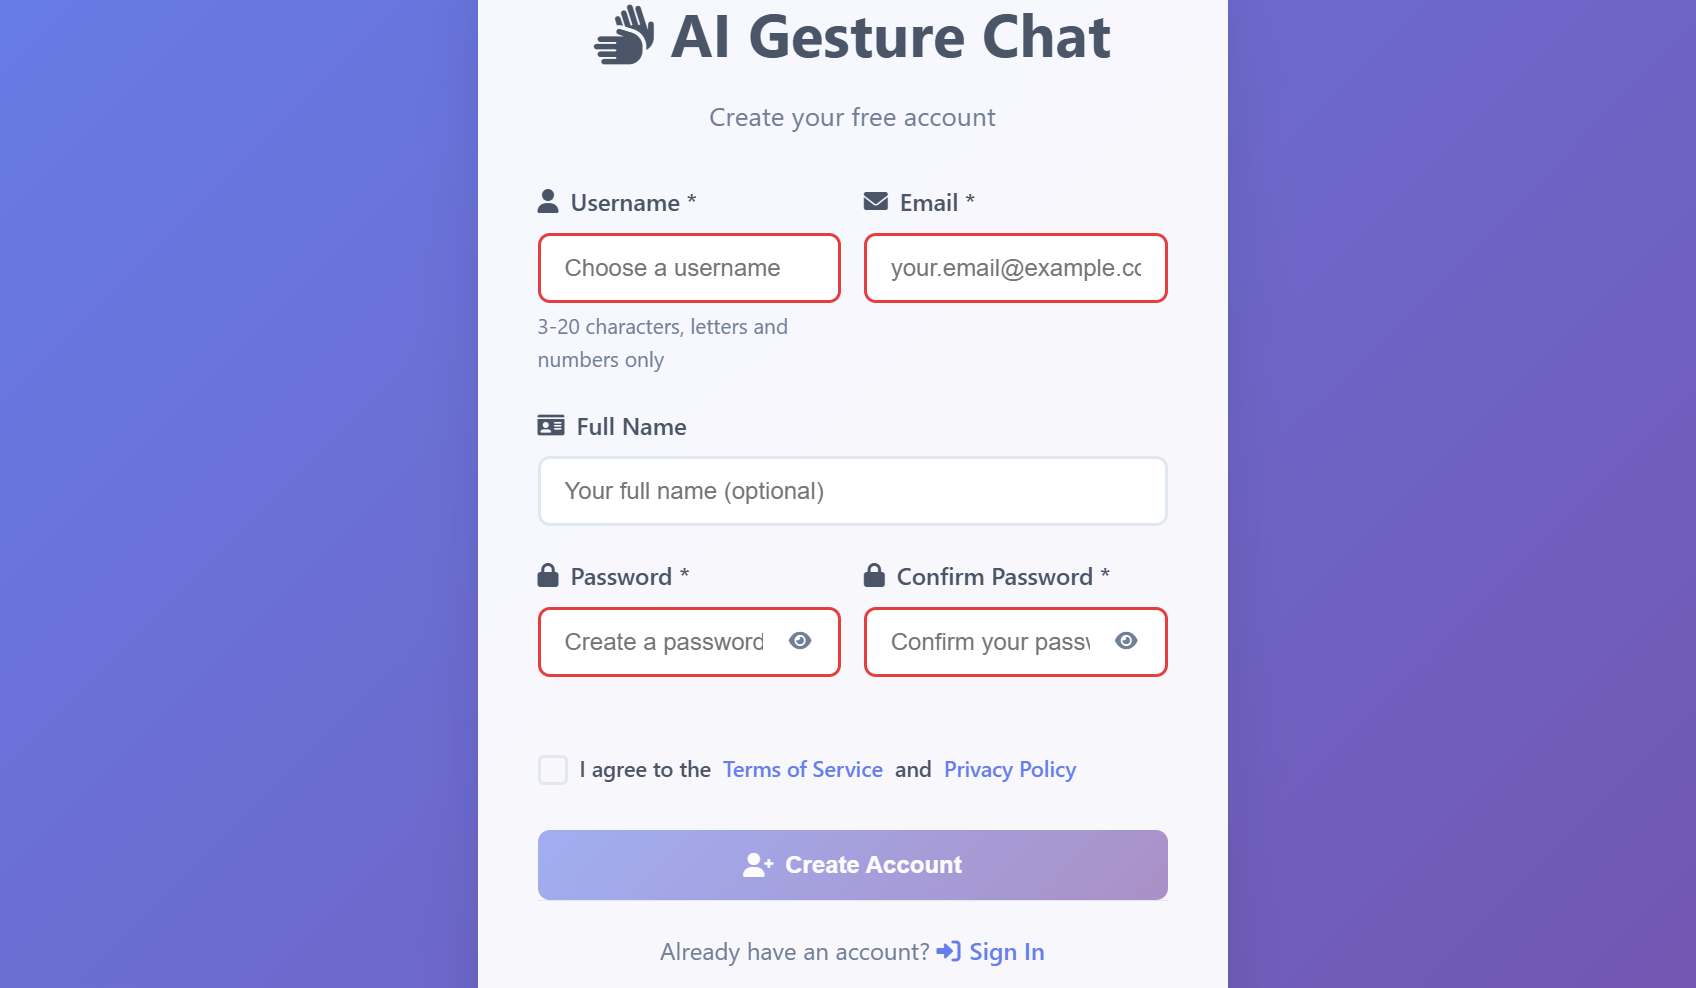 AI Gesture Chat
Create your free account
Username *
Email *
Choose a username
your.email@example.cc
3-20 characters, letters and
numbers only
Full Name
Your full name (optional)
Password *
Confirm Password *
Create a password
Confirm your pass
I agree to the Terms of Service and Privacy Policy
Create Account
Already have an account? Sign In